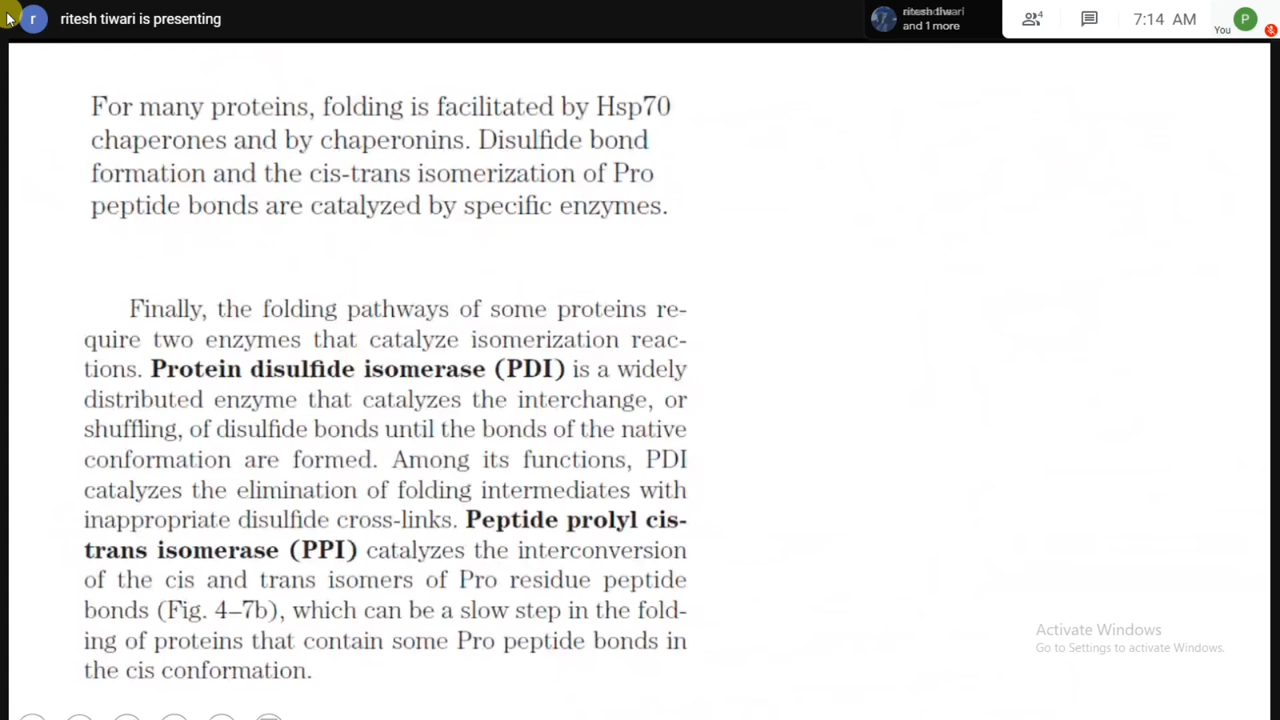 r ritesh tiwari is presenting
and 1 more
4
7:14 AM
You
P
For many proteins, folding is facilitated by Hsp70
chaperones and by chaperonins. Disulfide bond
formation and the cis-trans isomerization of Pro
peptide bonds are catalyzed by specific enzymes.
Finally, the folding pathways of some proteins re-
quire two enzymes that catalyze isomerization reac-
tions. Protein disulfide isomerase (PDI) is a widely
distributed enzyme that catalyzes the interchange, or
shuffling, of disulfide bonds until the bonds of the native
conformation are formed. Among its functions, PDI
catalyzes the elimination of folding intermediates with
inappropriate disulfide cross-links. Peptide prolyl cis-
trans isomerase (PPI) catalyzes the interconversion
of the cis and trans isomers of Pro residue peptide
bonds (Fig. 4–7b), which can be a slow step in the fold-
ing of proteins that contain some Pro peptide bonds in
the cis conformation.
Activate Windows
Go to Settings to activate Windows.